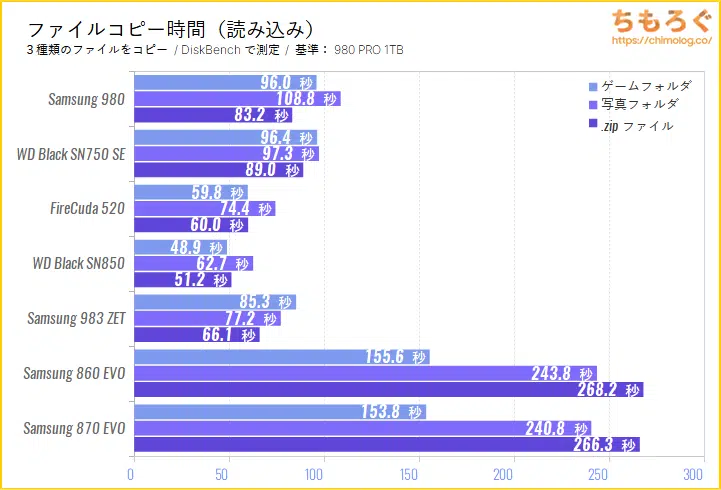 ファイルコピー時間（読み込み）
3種類のファイルをコピー / DiskBench で測定 / 基準： 980 PRO 1TB
ちもろぐ
https://chimolog.co/
ゲームフォルダ
写真フォルダ
.zip ファイル
Samsung 980
96.0 秒
108.8 秒
83.2 秒
WD Black SN750 SE
96.4 秒
97.3 秒
89.0 秒
FireCuda 520
59.8 秒
74.4 秒
60.0 秒
WD Black SN850
48.9 秒
62.7 秒
51.2 秒
Samsung 983 ZET
85.3 秒
77.2 秒
66.1 秒
Samsung 860 EVO
155.6 秒
243.8 秒
268.2 秒
Samsung 870 EVO
153.8 秒
240.8 秒
266.3 秒
0 50 100 150 200 250 300